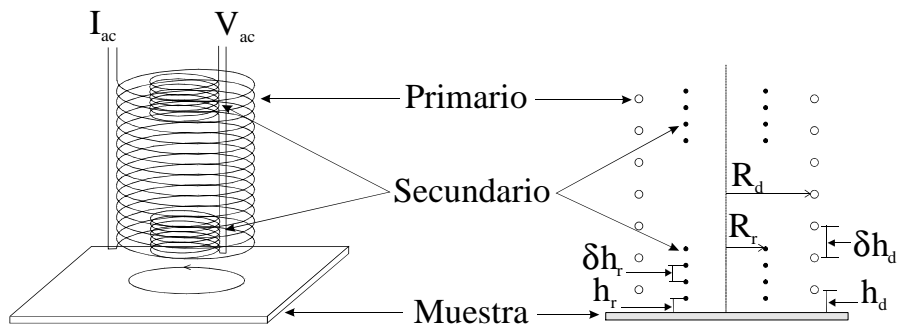 I_ac V_ac
Primario
Secundario
Muestra
R_d
R_r
δh_r
h_r
δh_d
h_d